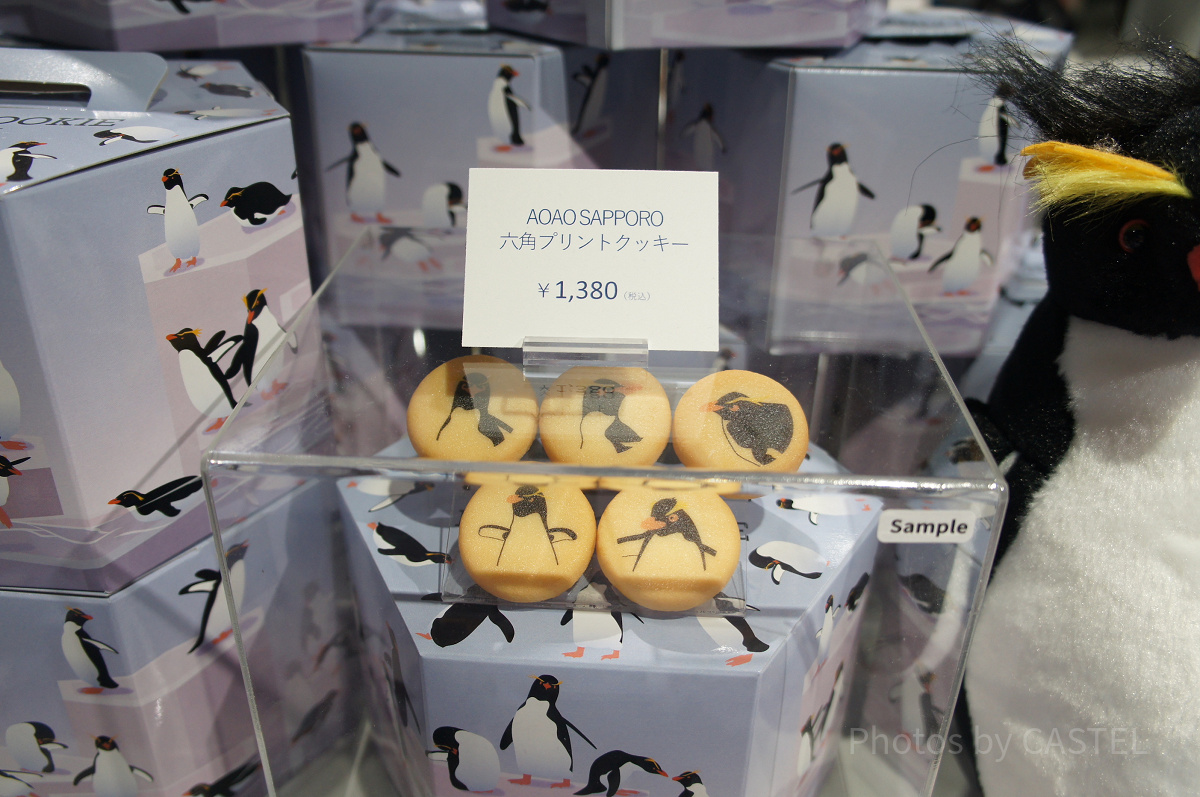 OOKIE
AOAO SAPPORO
六角プリントクッキー
¥1,380(税込)
Sample
Photos by CASTEL